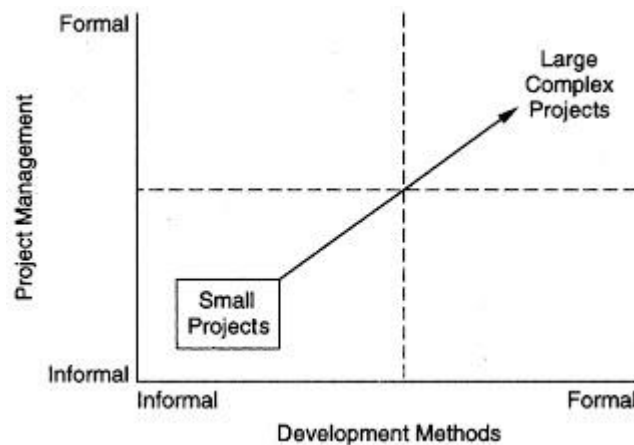 Formal
Large
Complex
Projects
Project Management
Small
Projects
Informal
Informal
Formal
Development Methods